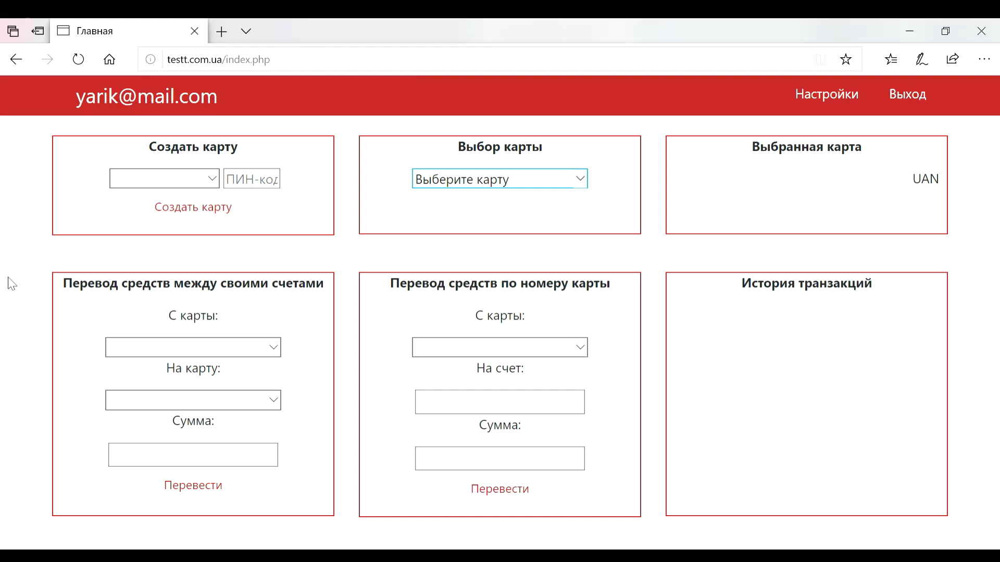 Главная
testt.com.ua/index.php
yarik@mail.com
Настройки
Выход
Создать карту
ПИН-код
Создать карту
Выбор карты
Выберите карту
Выбранная карта
UAN
Перевод средств между своими счетами
С карты:
На карту:
Сумма:
Перевести
Перевод средств по номеру карты
С карты:
На счет:
Сумма:
Перевести
История транзакций